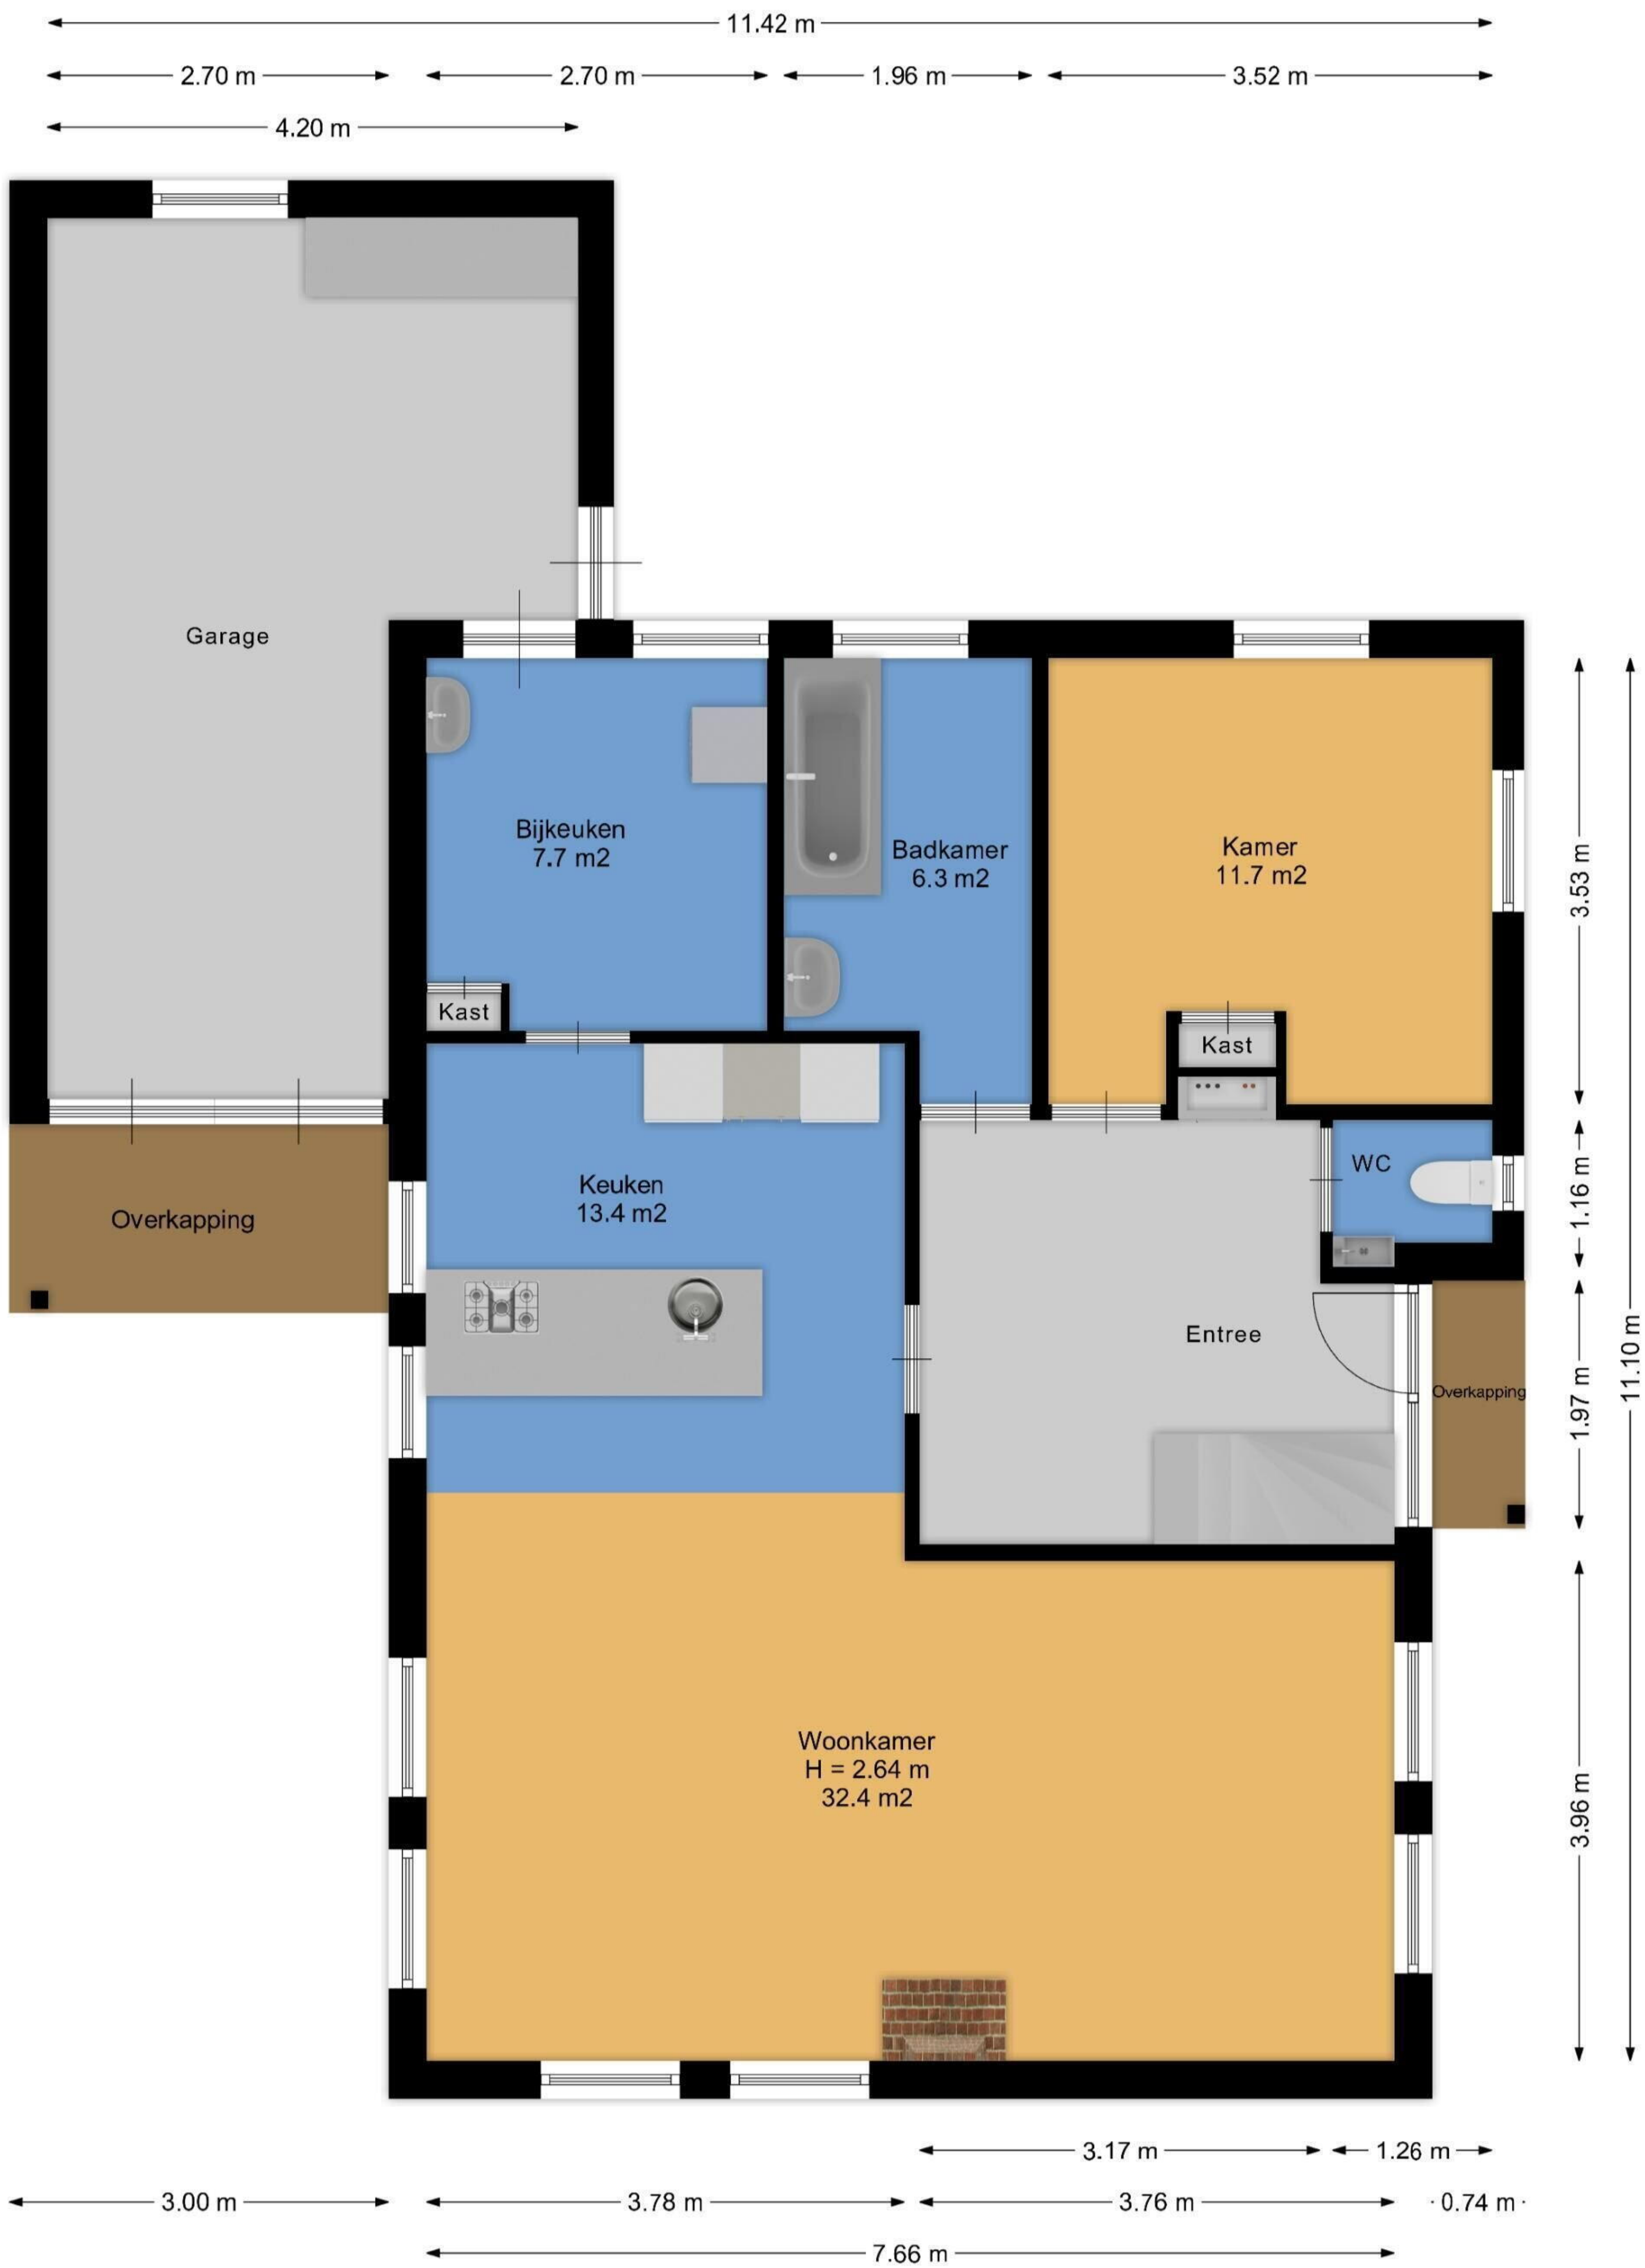 11.42 m
2.70 m
2.70 m
1.96 m
3.52 m
4.20 m
Garage
Bijkeuken
7.7 m2
Badkamer
6.3 m2
Kamer
11.7 m2
3.53 m
Kast
Kast
WC
1.16 m
Keuken
13.4 m2
Overkapping
Entree
Overkapping
1.97 m
11.10 m
Woonkamer
H = 2.64 m
32.4 m2
3.96 m
3.17 m
1.26 m
3.00 m
3.78 m
3.76 m
0.74 m
7.66 m